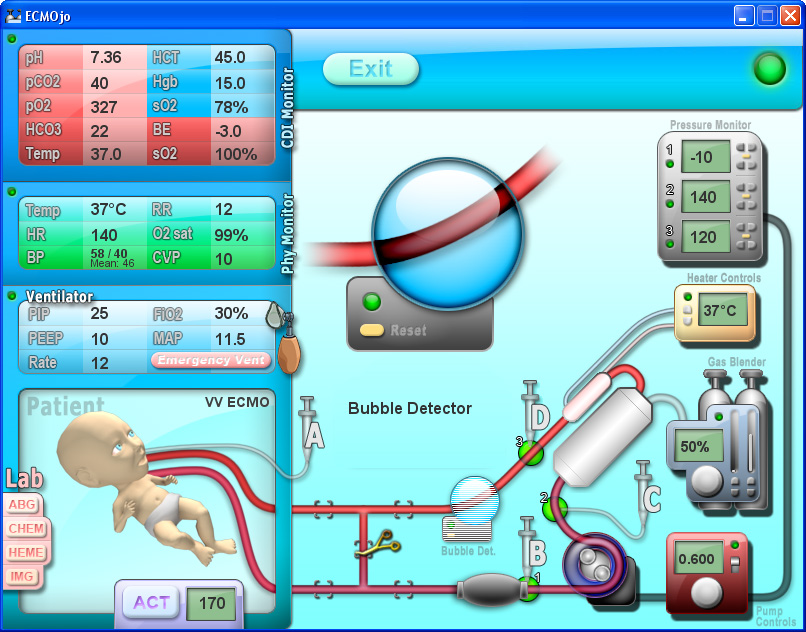 ECMOjo
pH 7.36 HCT 45.0
pCO2 40 Hgb 15.0
pO2 327 sO2 78%
HCO3 22 BE -3.0
Temp 37.0 sO2 100%
CDI Monitor
Temp 37°C RR 12
HR 140 O2 sat 99%
BP 58 / 40 CVP 10
Mean: 46
Phy Monitor
Ventilator
PIP 25 FiO2 30%
PEEP 10 MAP 11.5
Rate 12 Emergency Vent
Patient VV ECMO
Lab
ABG
CHEM
HEME
IMG
ACT 170
Exit
Reset
Bubble Detector
A
D
3
2
C
B
1
Bubble Det.
Pressure Monitor
1 -10
2 140
3 120
Heater Controls
37°C
Gas Blender
50%
0.600
Pump
Controls